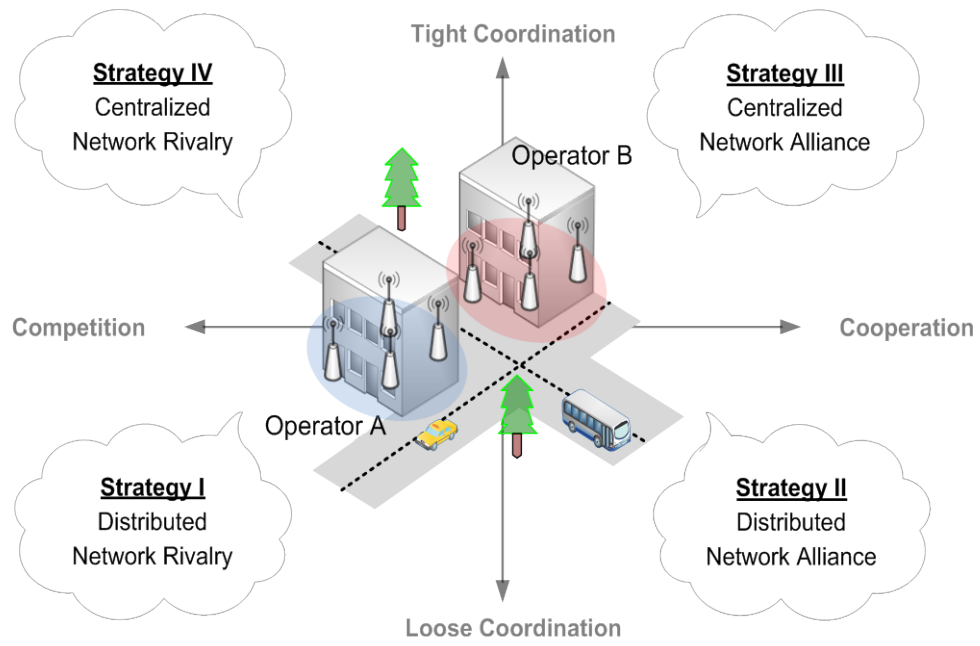 Tight Coordination
Strategy IV
Centralized
Network Rivalry
Strategy III
Centralized
Network Alliance
Operator B
Competition
Cooperation
Operator A
Strategy I
Distributed
Network Rivalry
Strategy II
Distributed
Network Alliance
Loose Coordination